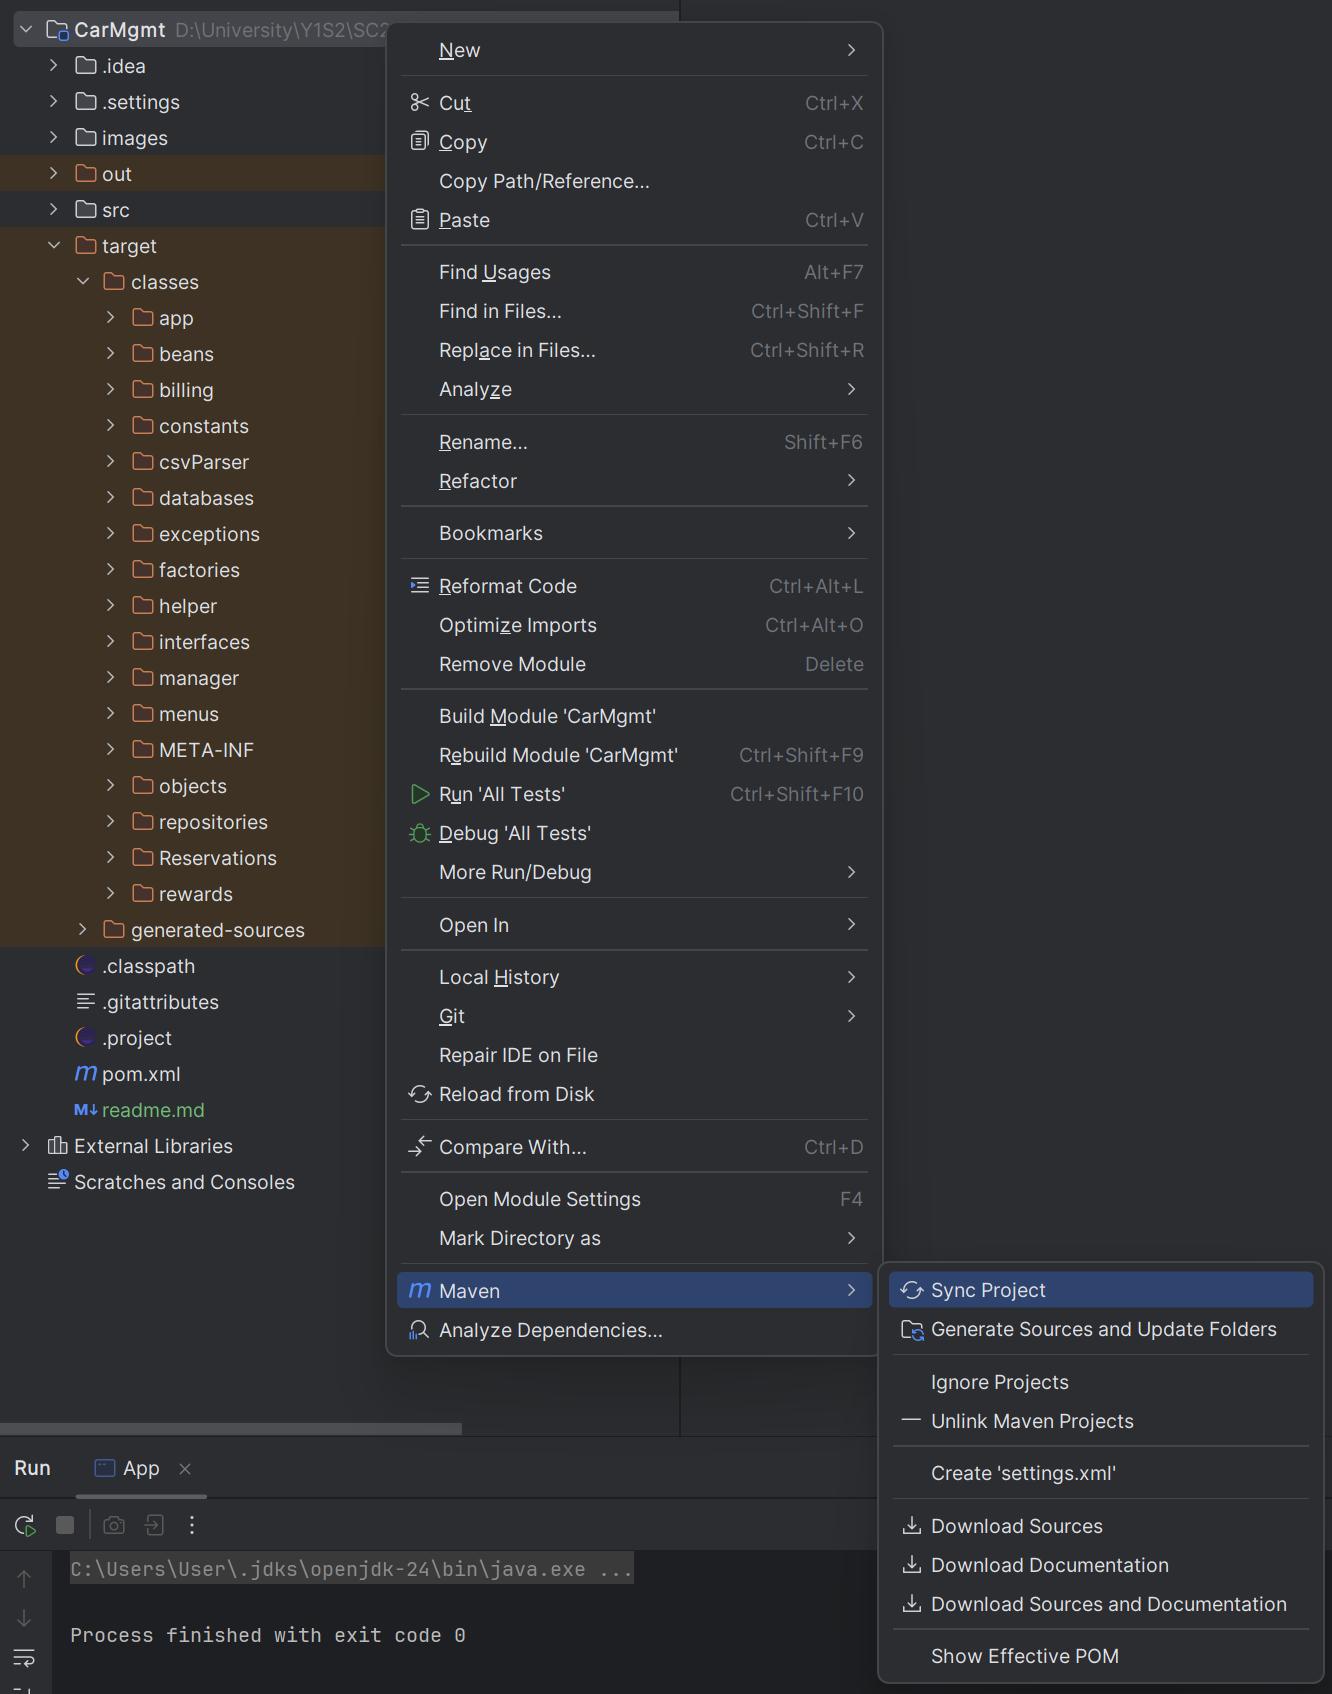 CarMgmt D:\University\Y1S2\SC2
.idea
.settings
images
out
src
target
classes
app
beans
billing
constants
csvParser
databases
exceptions
factories
helper
interfaces
manager
menus
META-INF
objects
repositories
Reservations
rewards
generated-sources
.classpath
.gitattributes
.project
m pom.xml
M↓ readme.md
External Libraries
Scratches and Consoles
New
Cut Ctrl+X
Copy Ctrl+C
Copy Path/Reference...
Paste Ctrl+V
Find Usages Alt+F7
Find in Files... Ctrl+Shift+F
Replace in Files... Ctrl+Shift+R
Analyze
Rename... Shift+F6
Refactor
Bookmarks
Reformat Code Ctrl+Alt+L
Optimize Imports Ctrl+Alt+O
Remove Module Delete
Build Module 'CarMgmt'
Rebuild Module 'CarMgmt' Ctrl+Shift+F9
Run 'All Tests' Ctrl+Shift+F10
Debug 'All Tests'
More Run/Debug
Open In
Local History
Git
Repair IDE on File
Reload from Disk
Compare With... Ctrl+D
Open Module Settings F4
Mark Directory as
m Maven
Analyze Dependencies...
Sync Project
Generate Sources and Update Folders
Ignore Projects
Unlink Maven Projects
Create 'settings.xml'
Download Sources
Download Documentation
Download Sources and Documentation
Show Effective POM
Run App
C:\Users\User\.jdks\openjdk-24\bin\java.exe ...
Process finished with exit code 0